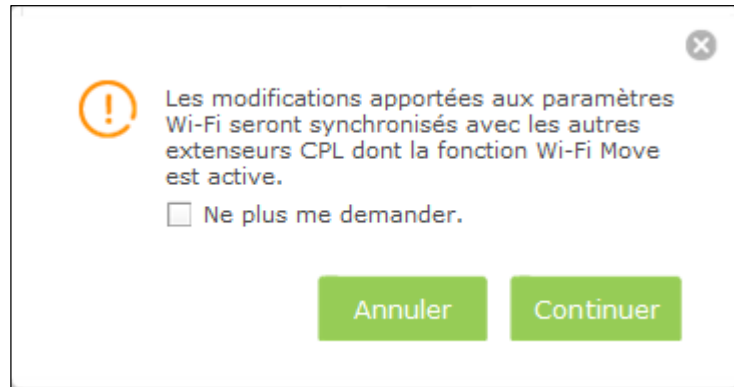 Les modifications apportées aux paramètres
Wi-Fi seront synchronisés avec les autres
extenseurs CPL dont la fonction Wi-Fi Move
est active.
Ne plus me demander.
Annuler Continuer